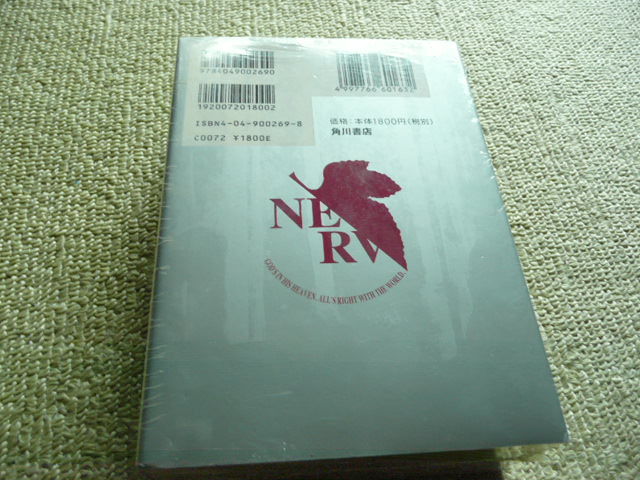 9784049002690
4997766601652
1920072018002
ISBN4-04-900269-8
C0072 ¥1800E
価格:本体1800円(税別)
角川書店
NERV
GOD'S IN HIS HEAVEN. ALL'S RIGHT WITH THE WORLD.